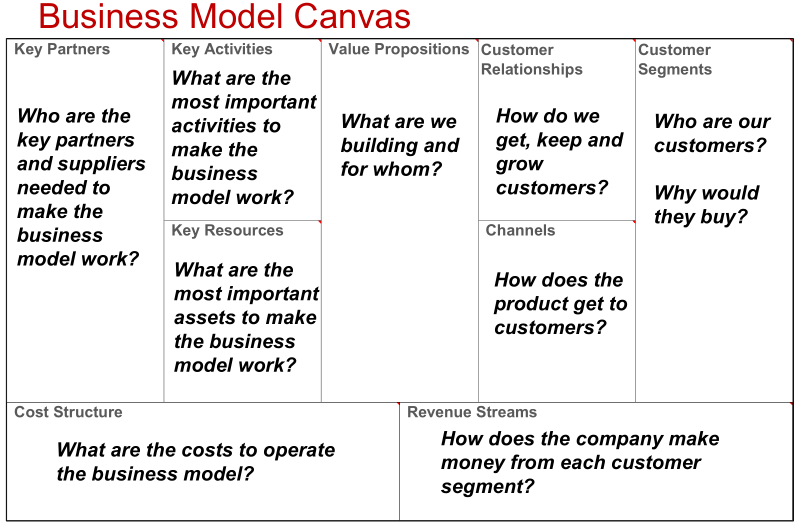 Business Model Canvas
Key Partners
Who are the
key partners
and suppliers
needed to
make the
business
model work?
Key Activities
What are the
most important
activities to
make the
business
model work?
Key Resources
What are the
most important
assets to make
the business
model work?
Value Propositions
What are we
building and
for whom?
Customer
Relationships
How do we
get, keep and
grow
customers?
Channels
How does the
product get to
customers?
Customer
Segments
Who are our
customers?
Why would
they buy?
Cost Structure
What are the costs to operate
the business model?
Revenue Streams
How does the company make
money from each customer
segment?